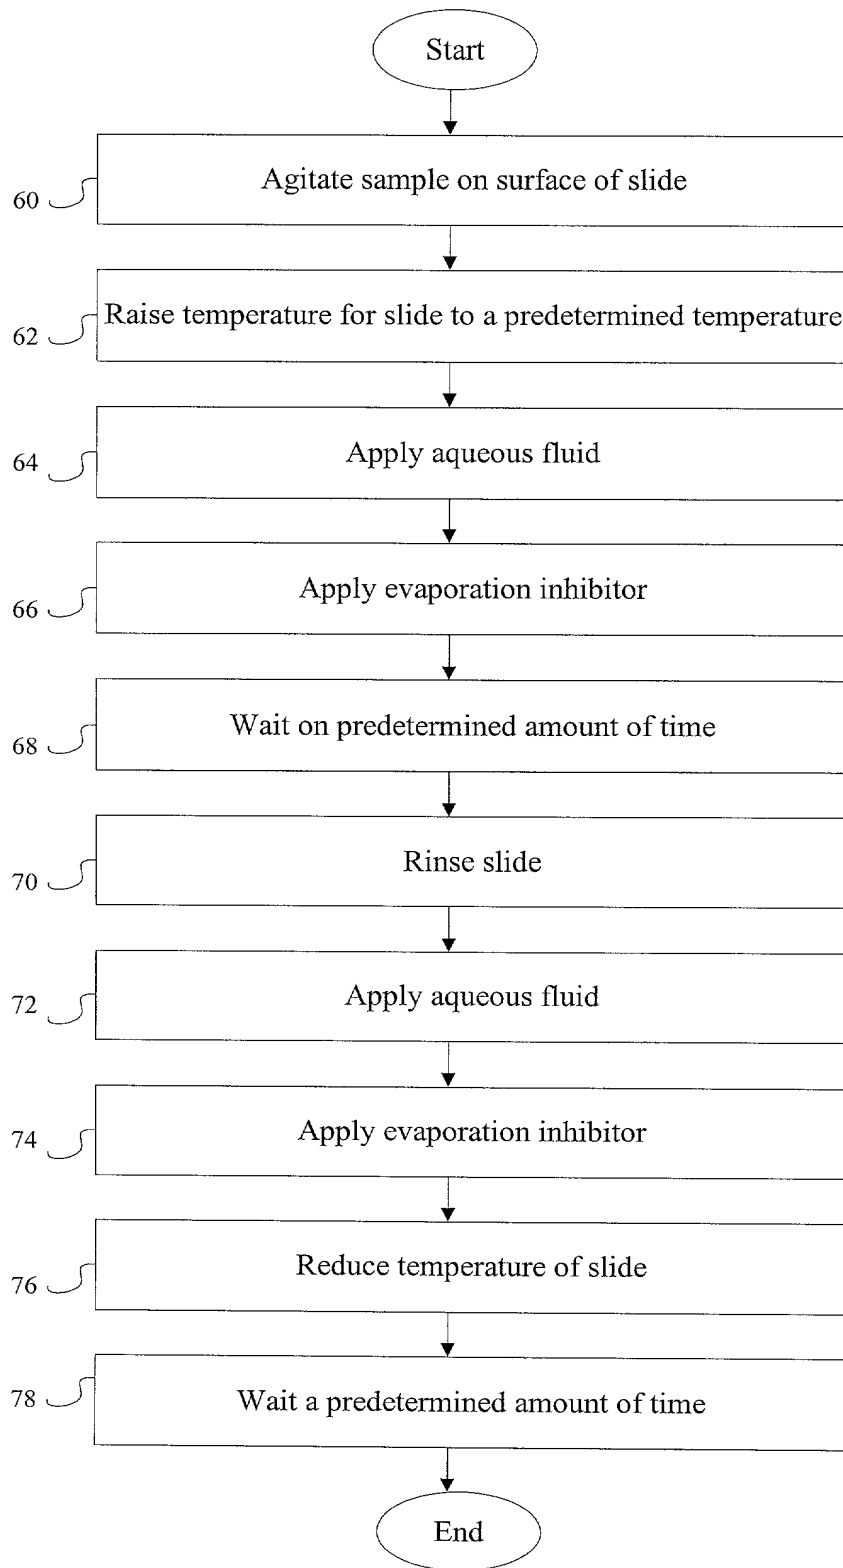 Start
60 Agitate sample on surface of slide
62 Raise temperature for slide to a predetermined temperature
64 Apply aqueous fluid
66 Apply evaporation inhibitor
68 Wait on predetermined amount of time
70 Rinse slide
72 Apply aqueous fluid
74 Apply evaporation inhibitor
76 Reduce temperature of slide
78 Wait a predetermined amount of time
End